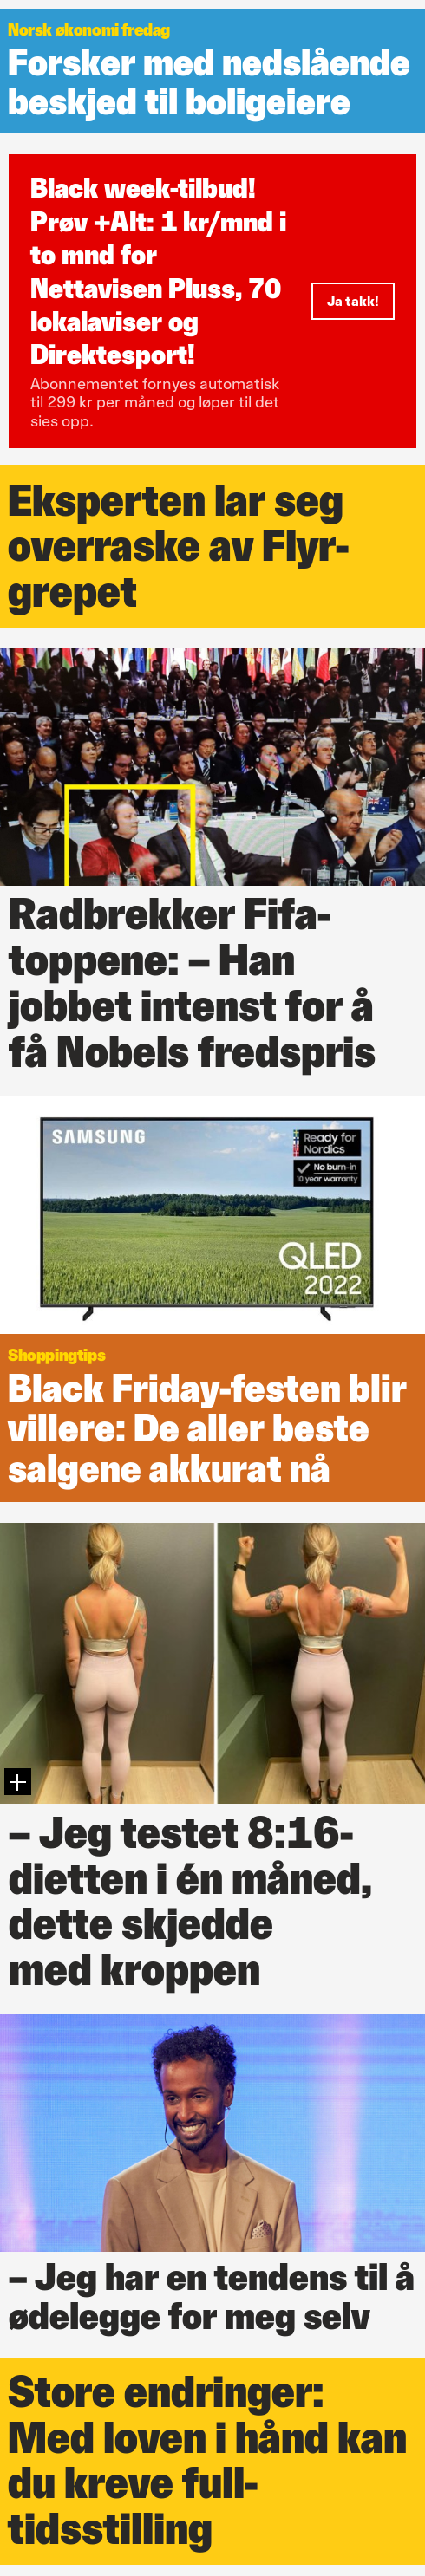 Norsk økonomi fredag
Forsker med nedslående
beskjed til boligeiere
Black week-tilbud!
Prøv +Alt: 1 kr/mnd i
to mnd for
Nettavisen Pluss, 70
lokalaviser og
Direktesport!
Ja takk!
Abonnementet fornyes automatisk
til 299 kr per måned og løper til det
sies opp.
Eksperten lar seg
overraske av Flyr-
grepet
Radbrekker Fifa-
toppene: – Han
jobbet intenst for å
få Nobels fredspris
SAMSUNG
Ready for
Nordics
No burn-in
10 year warranty
QLED
2022
Shoppingtips
Black Friday-festen blir
villere: De aller beste
salgene akkurat nå
– Jeg testet 8:16-
dietten i én måned,
dette skjedde
med kroppen
– Jeg har en tendens til å
ødelegge for meg selv
Store endringer:
Med loven i hånd kan
du kreve full-
tidsstilling